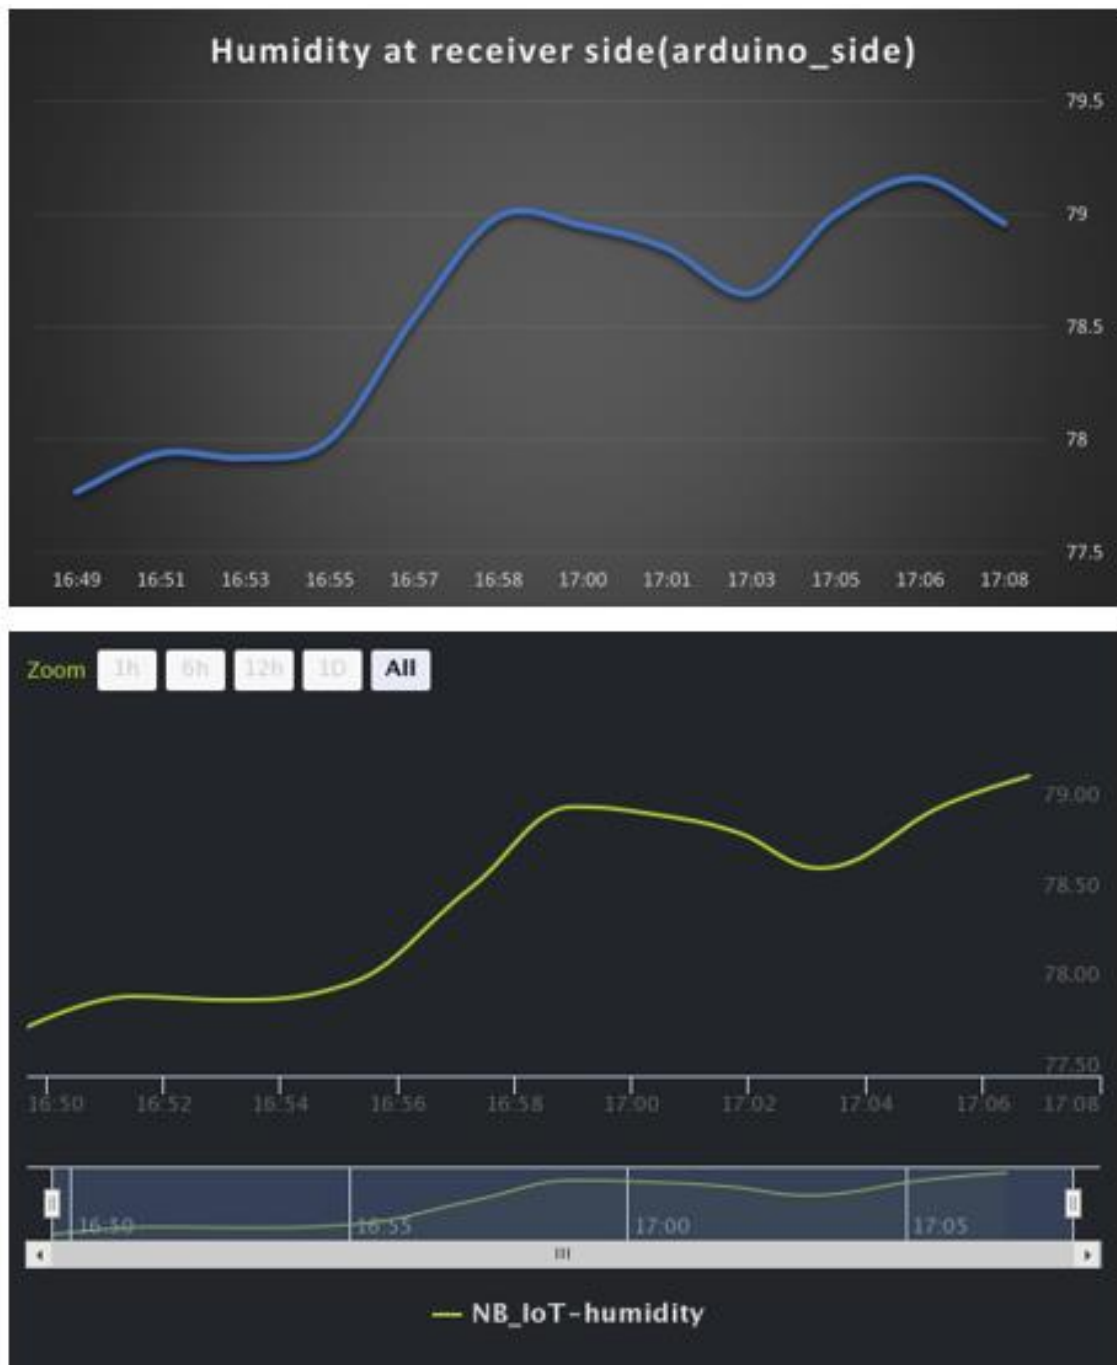 Humidity at receiver side(arduino_side)
79.5
79
78.5
78
77.5
16:49 16:51 16:53 16:55 16:57 16:58 17:00 17:01 17:03 17:05 17:06 17:08
Zoom 1h 6h 12h 1D All
79.00
78.50
78.00
77.50
16:50 16:52 16:54 16:56 16:58 17:00 17:02 17:04 17:06 17:08
16:50 16:55 17:00 17:05
NB_IoT-humidity